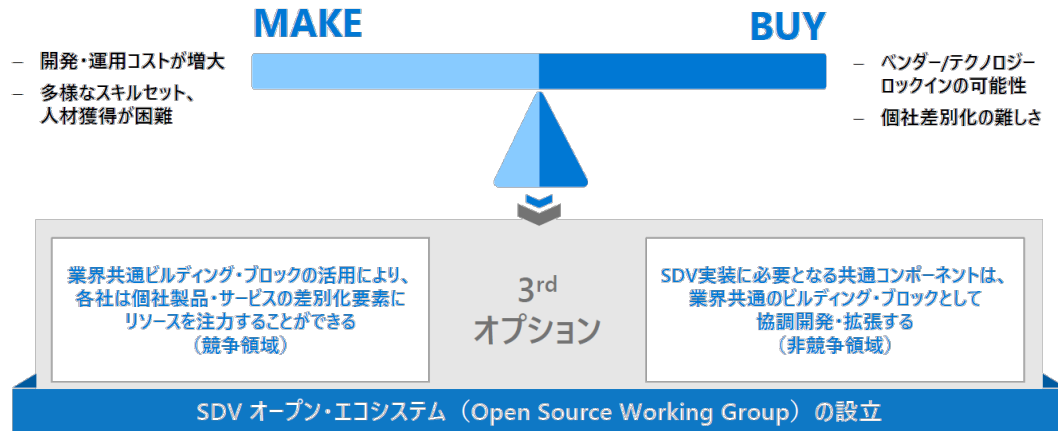 MAKE
BUY
– 開発・運用コストが増大
– 多様なスキルセット、
人材獲得が困難
– ベンダー/テクノロジー
ロックインの可能性
– 個社差別化の難しさ
業界共通ビルディング・ブロックの活用により、
各社は個社製品・サービスの差別化要素に
リソースを注力することができる
（競争領域）
3rd
オプション
SDV実装に必要となる共通コンポーネントは、
業界共通のビルディング・ブロックとして
協調開発・拡張する
（非競争領域）
SDV オープン・エコシステム（Open Source Working Group）の設立